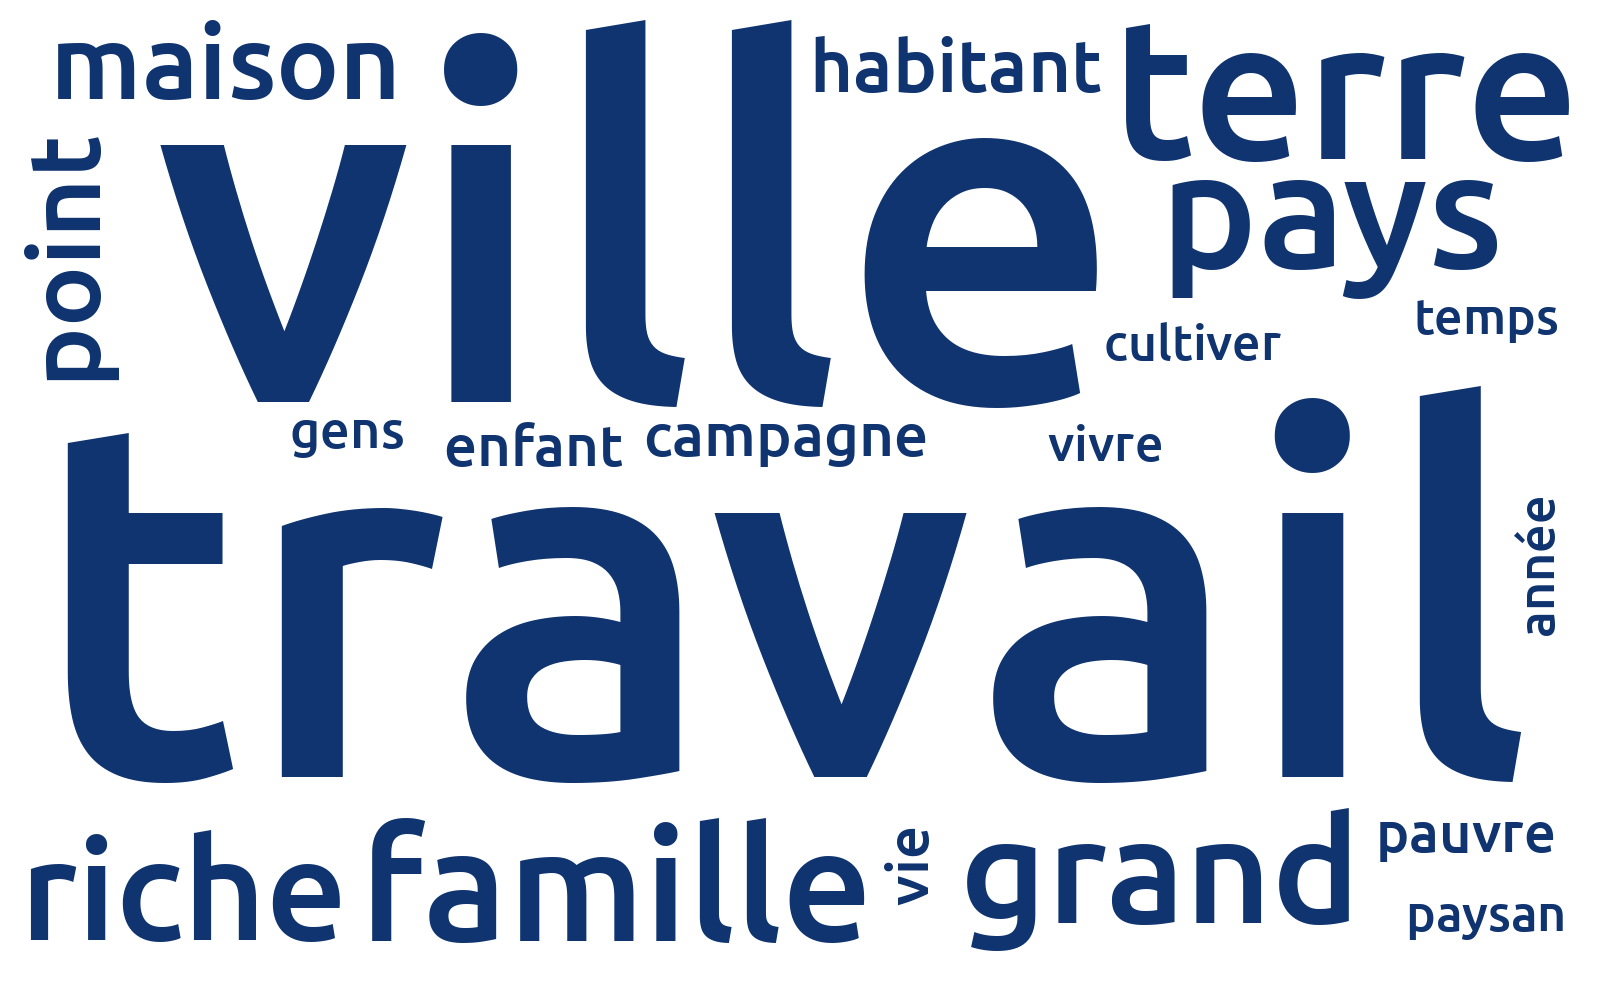 maison
ville
habitant
terre
point
pays
temps
cultiver
gens
enfant
campagne
vivre
travail
année
riche
famille
vie
grand
pauvre
paysan